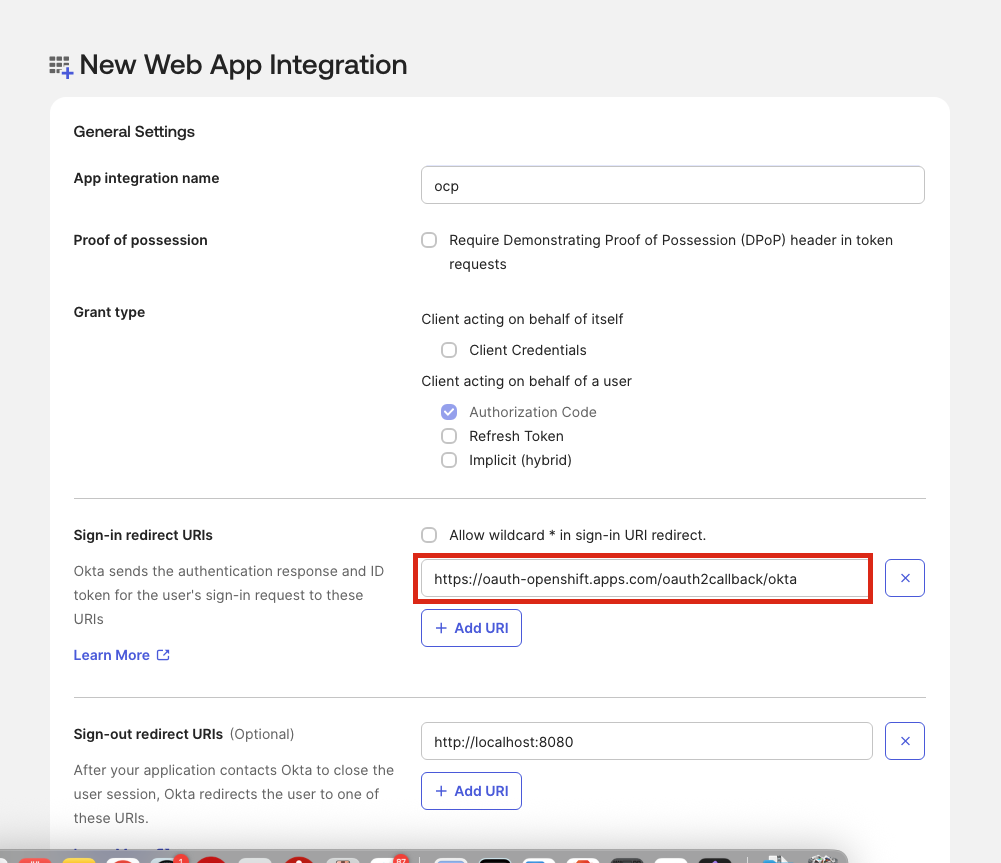 New Web App Integration
General Settings
App integration name
ocp
Proof of possession
Require Demonstrating Proof of Possession (DPoP) header in token
requests
Grant type
Client acting on behalf of itself
Client Credentials
Client acting on behalf of a user
Authorization Code
Refresh Token
Implicit (hybrid)
Sign-in redirect URIs
Allow wildcard * in sign-in URI redirect.
Okta sends the authentication response and ID
token for the user's sign-in request to these
URIs
https://oauth-openshift.apps.com/oauth2callback/okta
+ Add URI
Learn More
Sign-out redirect URIs (Optional)
http://localhost:8080
After your application contacts Okta to close the
user session, Okta redirects the user to one of
these URIs.
+ Add URI
1
87